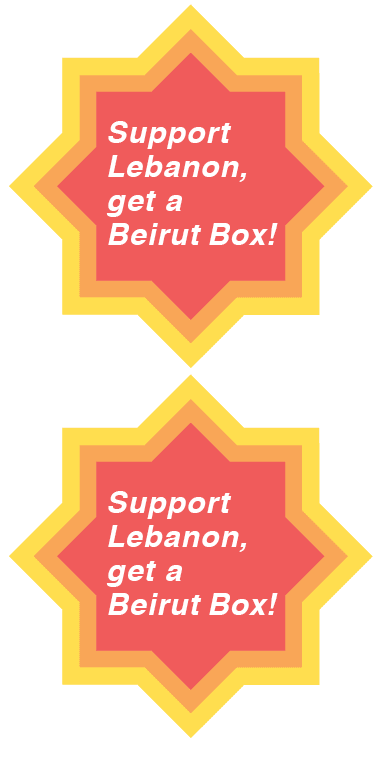 Support
Lebanon,
get a
Beirut Box!
Support
Lebanon,
get a
Beirut Box!